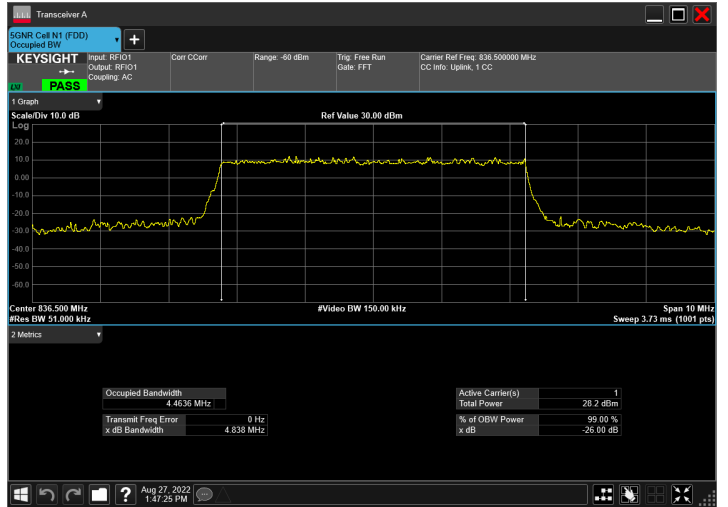 Transceiver A
5GNR Cell N1 (FDD)
Occupied BW
+
KEYSIGHT
LXI
PASS
Input: RFIO1
Output: RFIO1
Coupling: AC
Corr CCorr
Range: -60 dBm
Trig: Free Run
Gate: FFT
Carrier Ref Freq: 836.500000 MHz
CC Info: Uplink, 1 CC
1 Graph
Scale/Div 10.0 dB
Ref Value 30.00 dBm
Log
20.0
10.0
0.00
-10.0
-20.0
-30.0
-40.0
-50.0
-60.0
Center 836.500 MHz
#Video BW 150.00 kHz
Span 10 MHz
#Res BW 51.000 kHz
Sweep 3.73 ms (1001 pts)
2 Metrics
Occupied Bandwidth
4.4636 MHz
Active Carrier(s) 1
Total Power 28.2 dBm
Transmit Freq Error 0 Hz
x dB Bandwidth 4.838 MHz
% of OBW Power 99.00 %
x dB -26.00 dB
?
Aug 27, 2022
1:47:25 PM